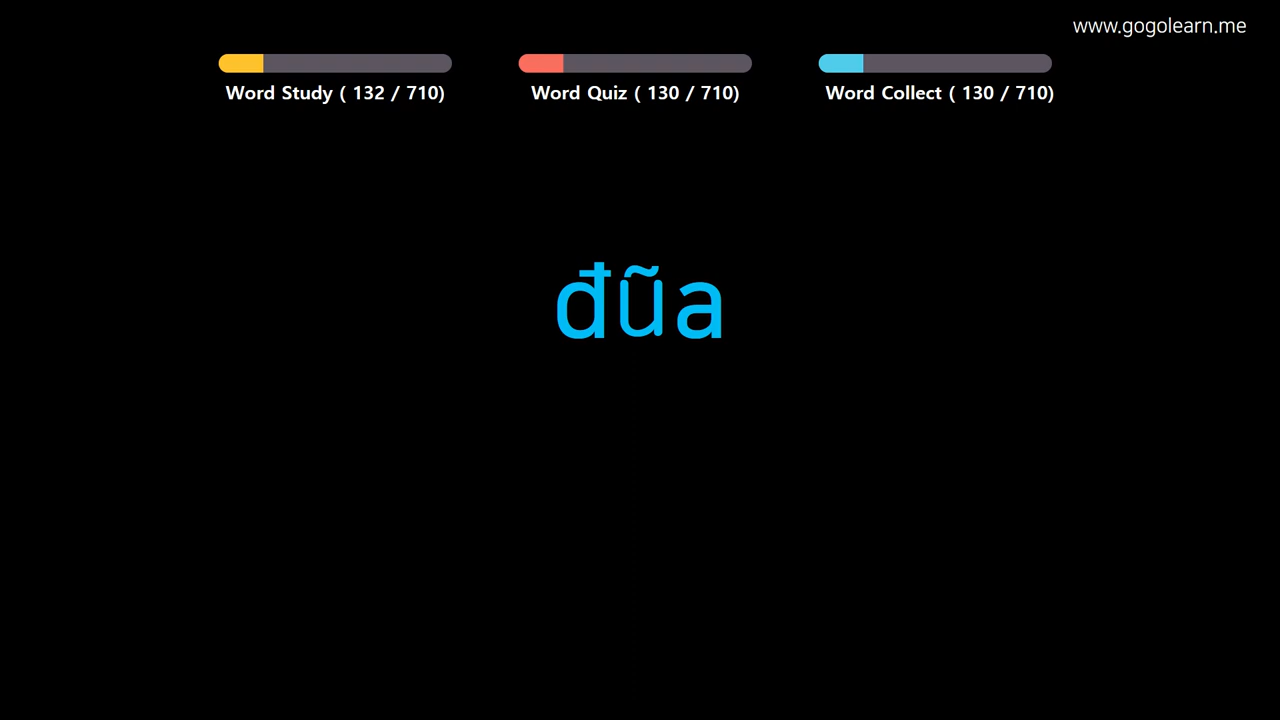 www.gogolearn.me
Word Study ( 132 / 710)
Word Quiz ( 130 / 710)
Word Collect ( 130 / 710)
đũa